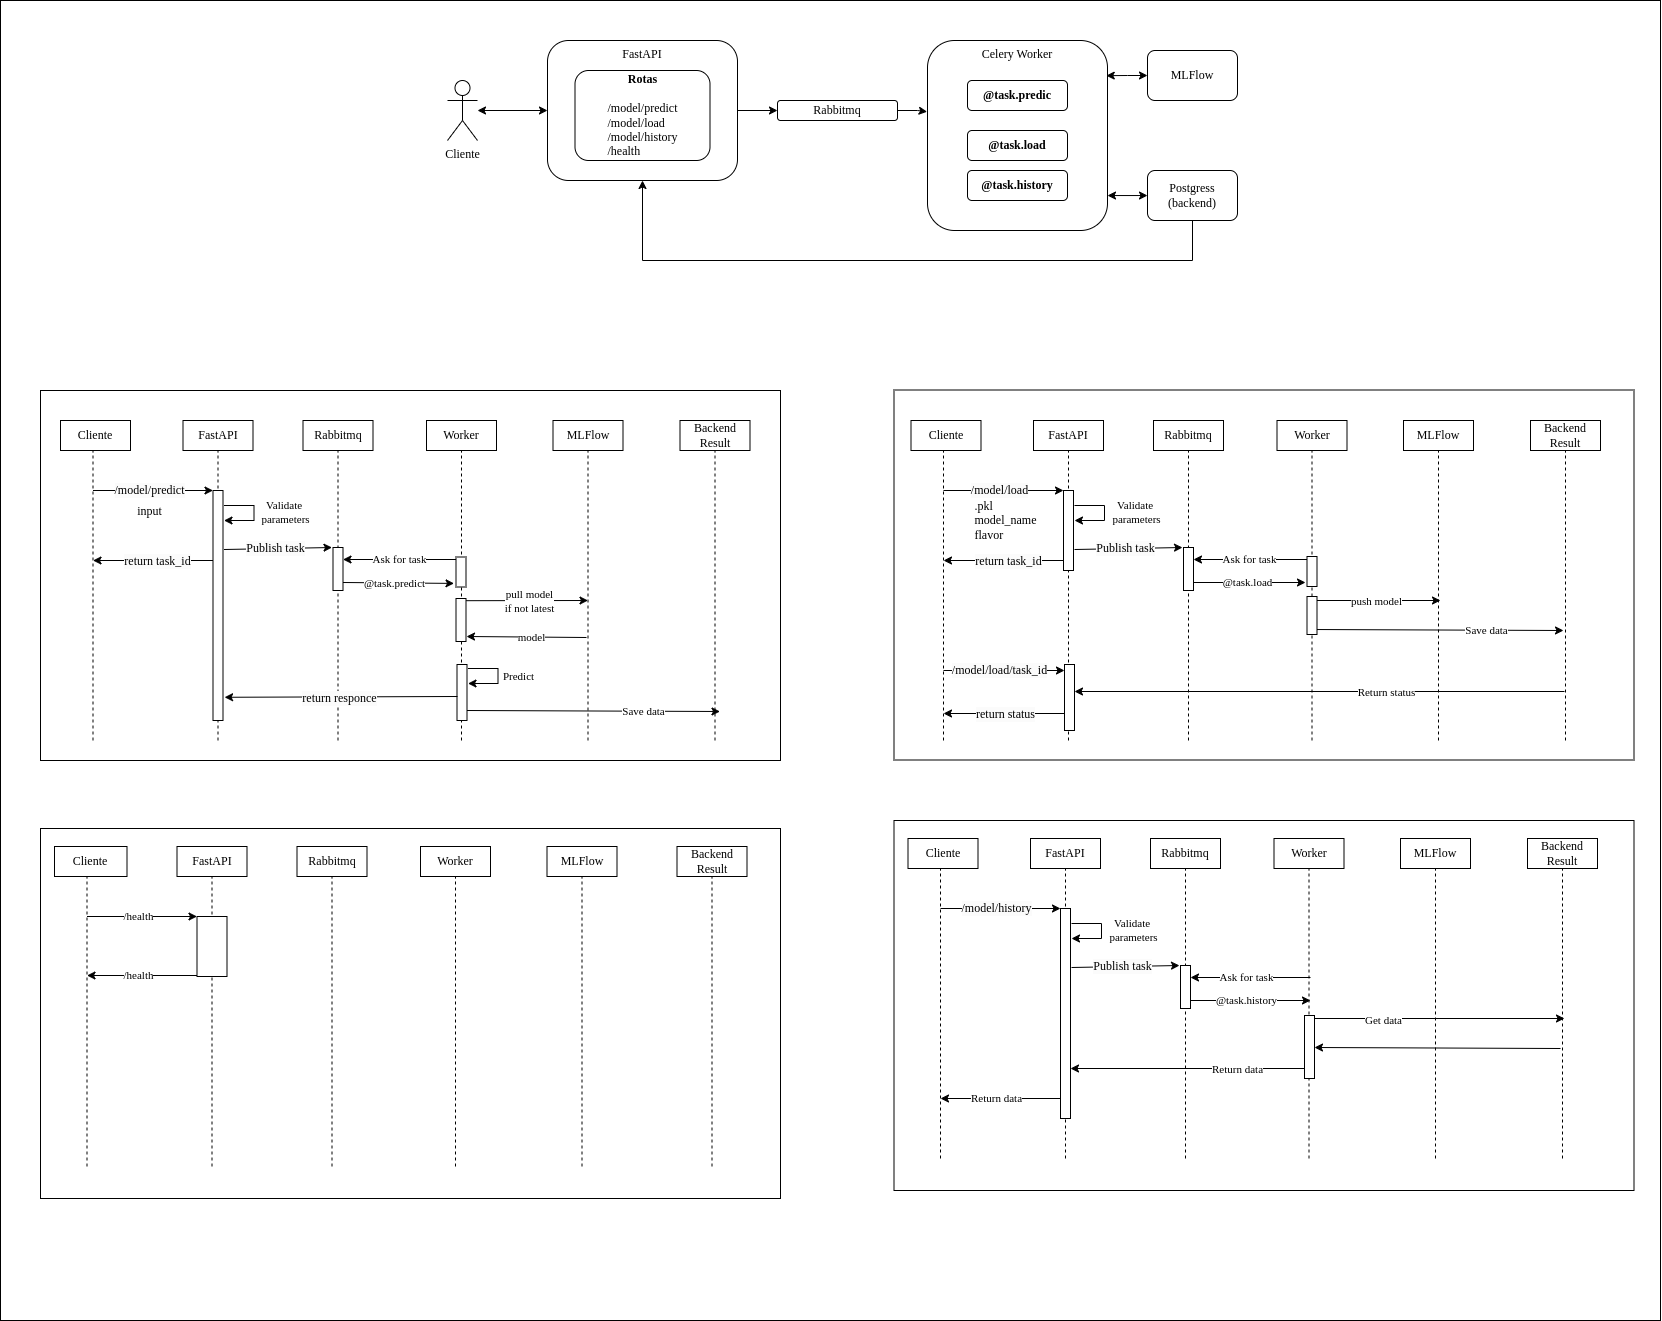 FastAPI
Rotas
/model/predict
/model/load
/model/history
/health
Cliente
Rabbitmq
Celery Worker
@task.predic
@task.load
@task.history
MLFlow
Postgress
(backend)
Cliente
FastAPI
Rabbitmq
Worker
MLFlow
Backend
Result
/model/predict
input
Validate
parameters
Publish task
return task_id
Ask for task
@task.predict
pull model
if not latest
model
Predict
return responce
Save data
Cliente
FastAPI
Rabbitmq
Worker
MLFlow
Backend
Result
/model/load
.pkl
model_name
flavor
Validate
parameters
Publish task
return task_id
Ask for task
@task.load
push model
Save data
/model/load/task_id
Return status
return status
Cliente
FastAPI
Rabbitmq
Worker
MLFlow
Backend
Result
/health
/health
Cliente
FastAPI
Rabbitmq
Worker
MLFlow
Backend
Result
/model/history
Validate
parameters
Publish task
Ask for task
@task.history
Get data
Return data
Return data